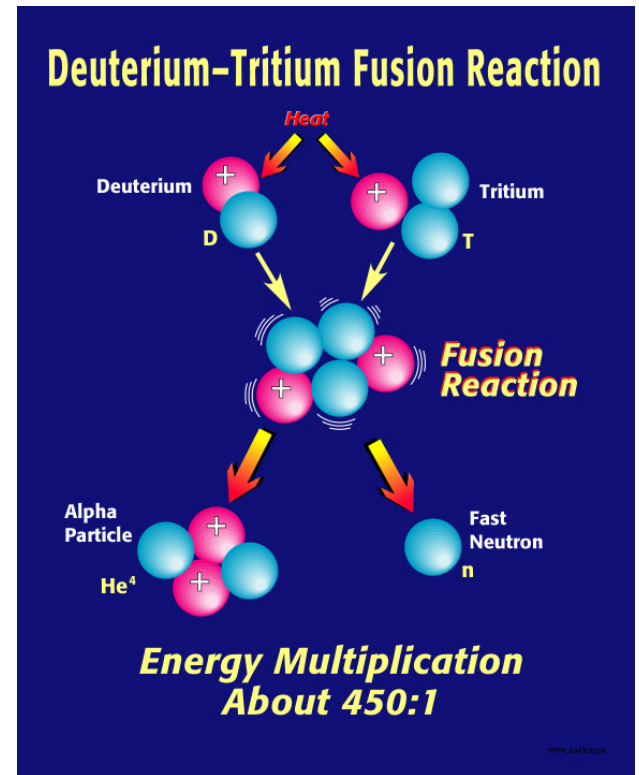 Deuterium–Tritium Fusion Reaction
Heat
Deuterium
Tritium
D
T
+
+
+
+
Fusion
Reaction
Alpha
Particle
He⁴
+
+
Fast
Neutron
n
Energy Multiplication
About 450:1